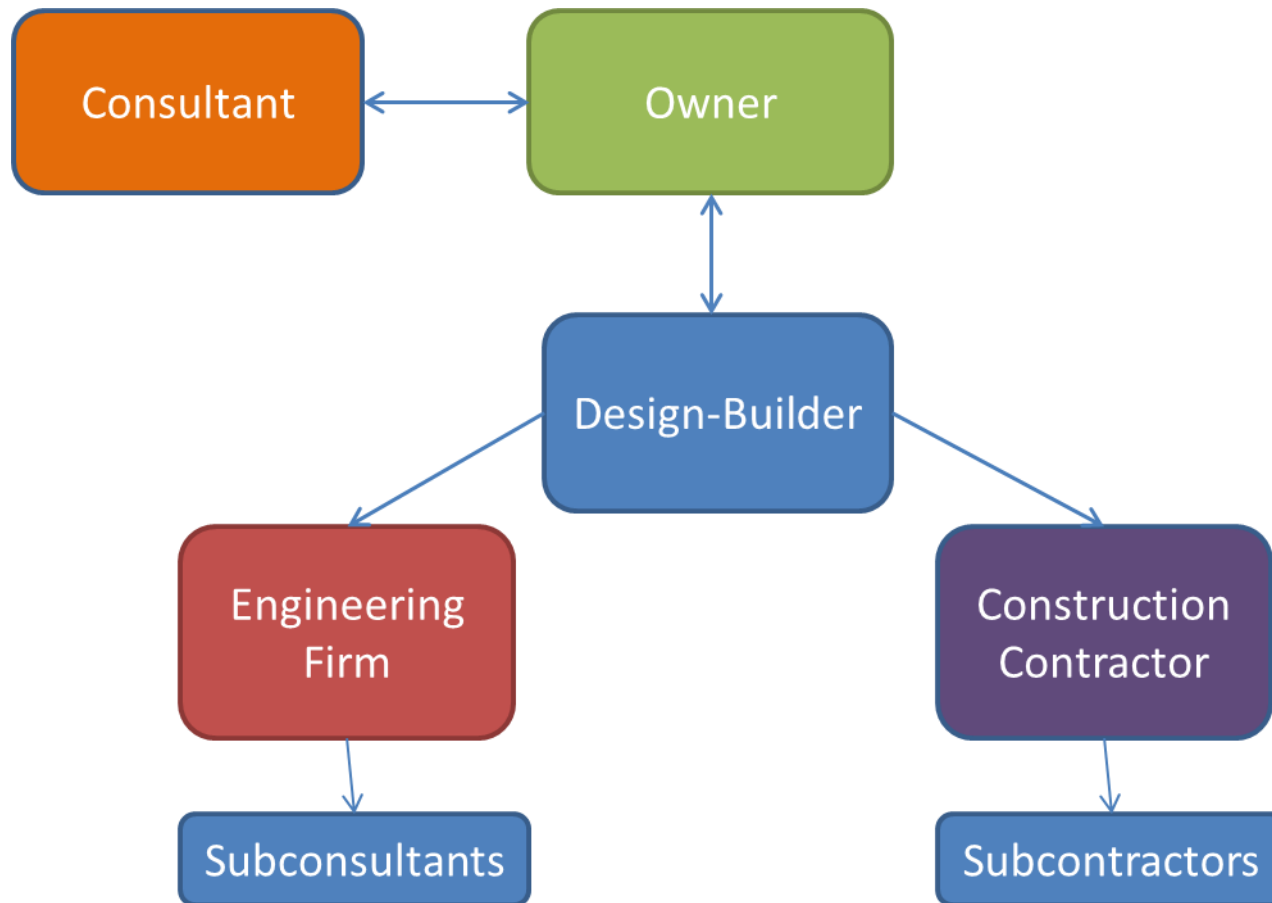 Consultant
Owner
Design-Builder
Engineering
Firm
Construction
Contractor
Subconsultants
Subcontractors